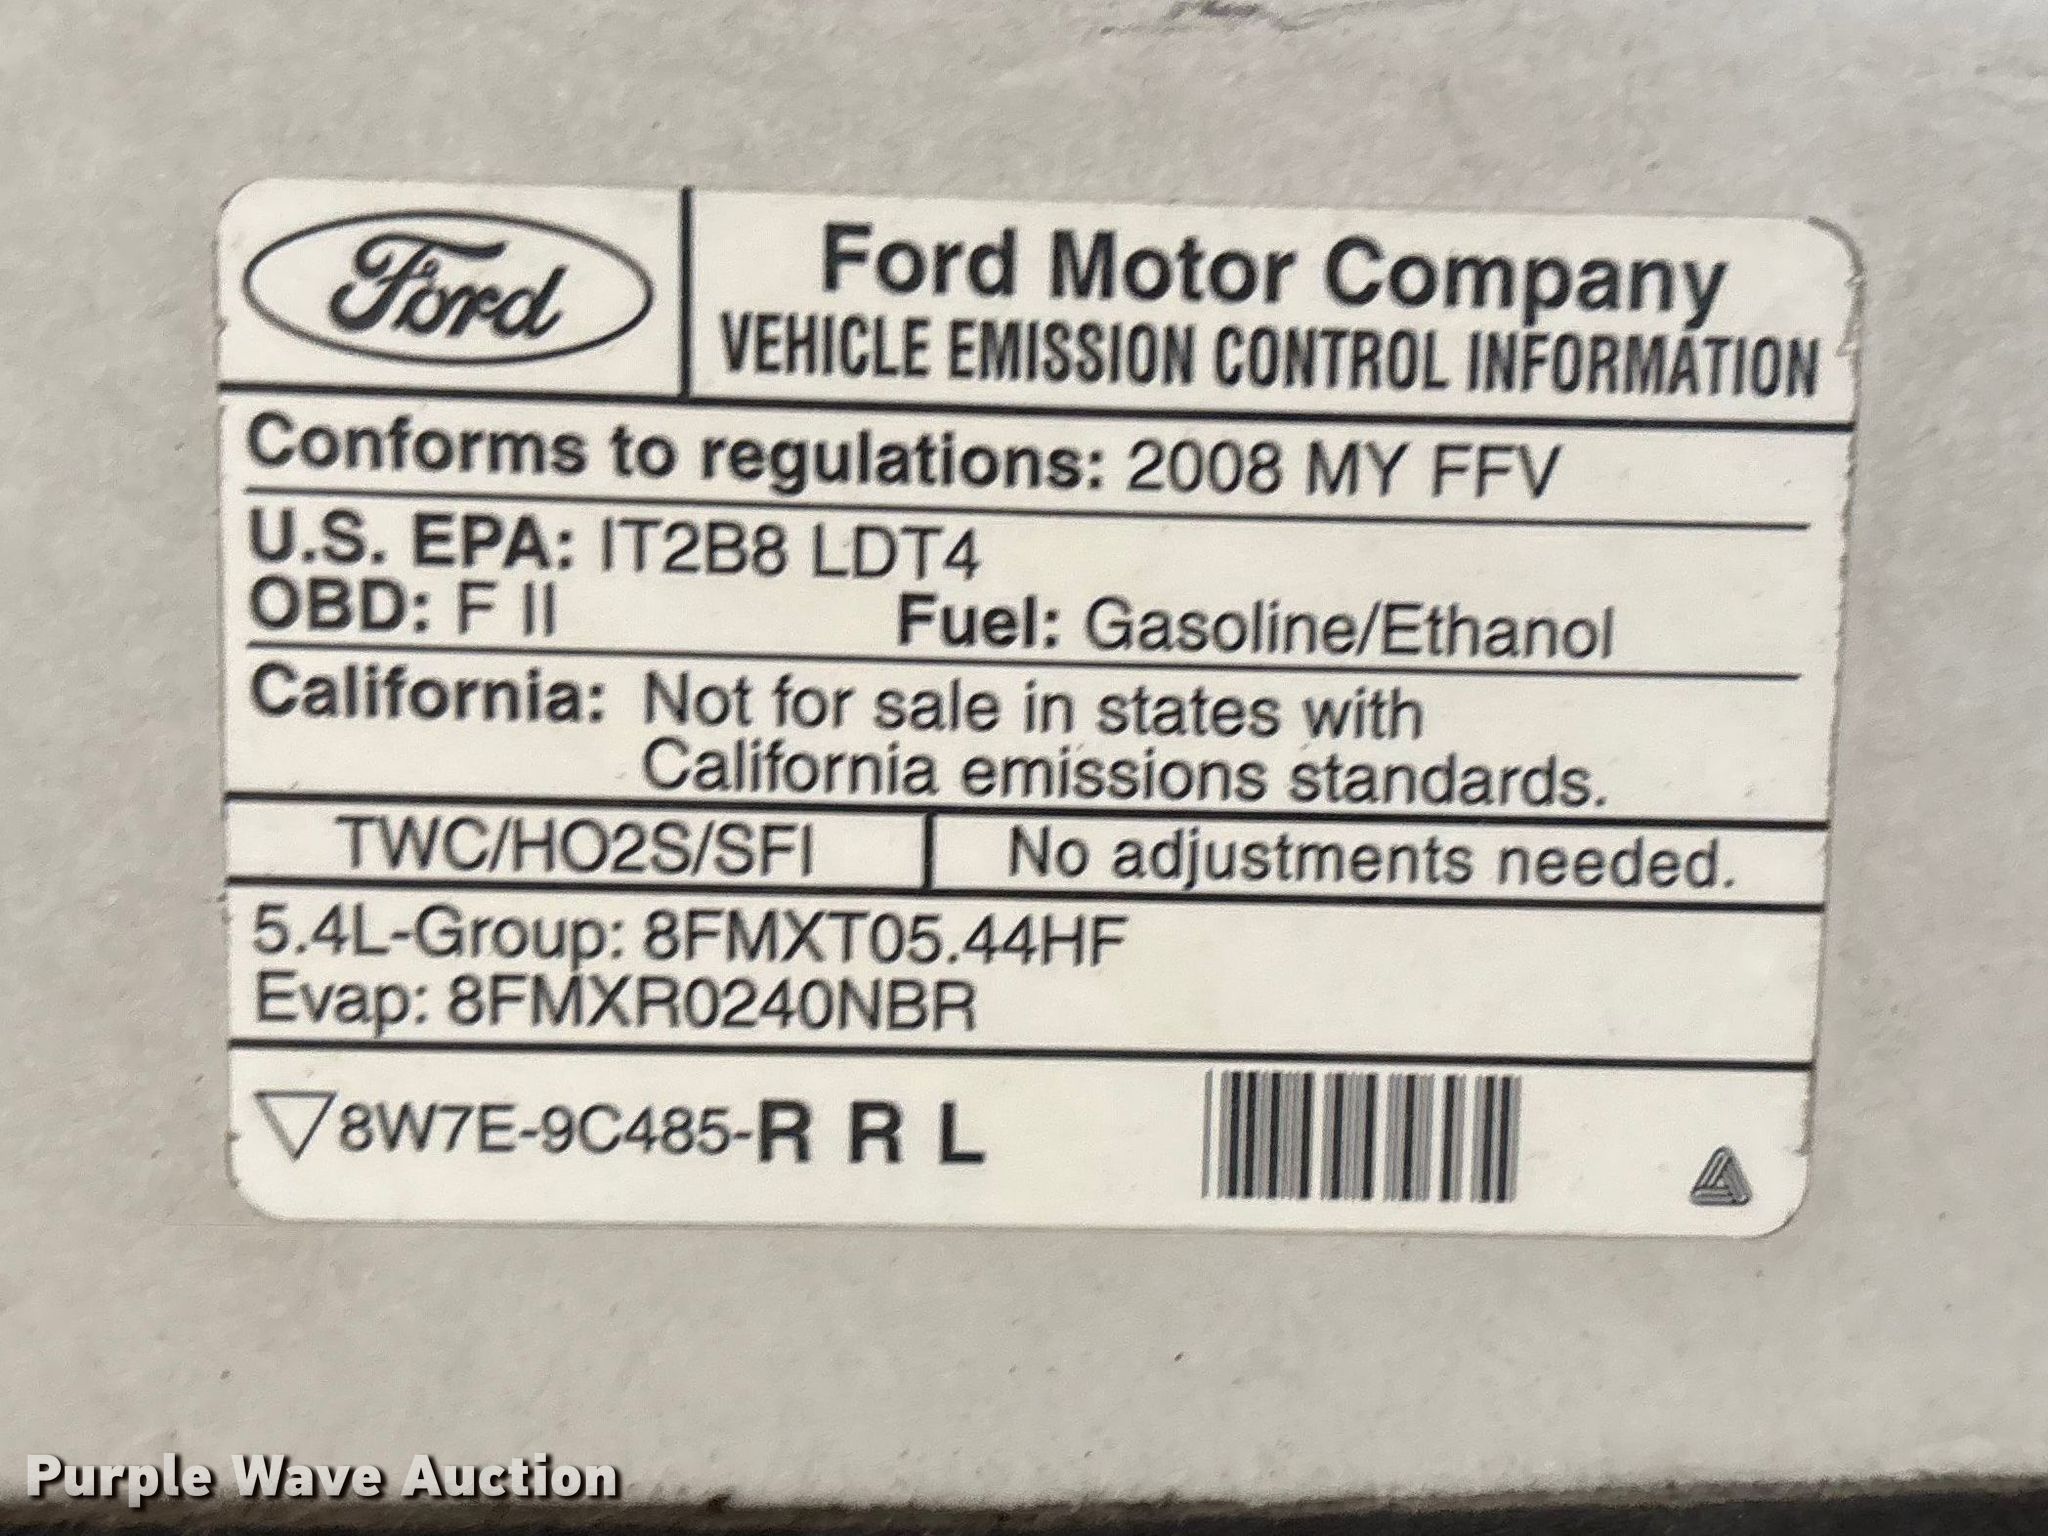 Ford
Ford Motor Company
VEHICLE EMISSION CONTROL INFORMATION
Conforms to regulations: 2008 MY FFV
U.S. EPA: IT2B8 LDT4
OBD: F II Fuel: Gasoline/Ethanol
California: Not for sale in states with
California emissions standards.
TWC/HO2S/SFI No adjustments needed.
5.4L-Group: 8FMXT05.44HF
Evap: 8FMXR0240NBR
8W7E-9C485-R R L
Purple Wave Auction